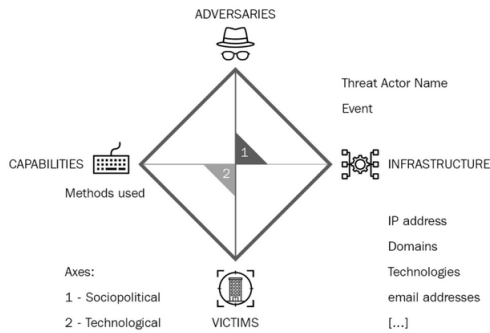 ADVERSARIES
Threat Actor Name
Event
1
CAPABILITIES
INFRASTRUCTURE
2
Methods used
IP address
Domains
Technologies
email addresses
[...]
Axes:
1 - Sociopolitical
2 - Technological
VICTIMS